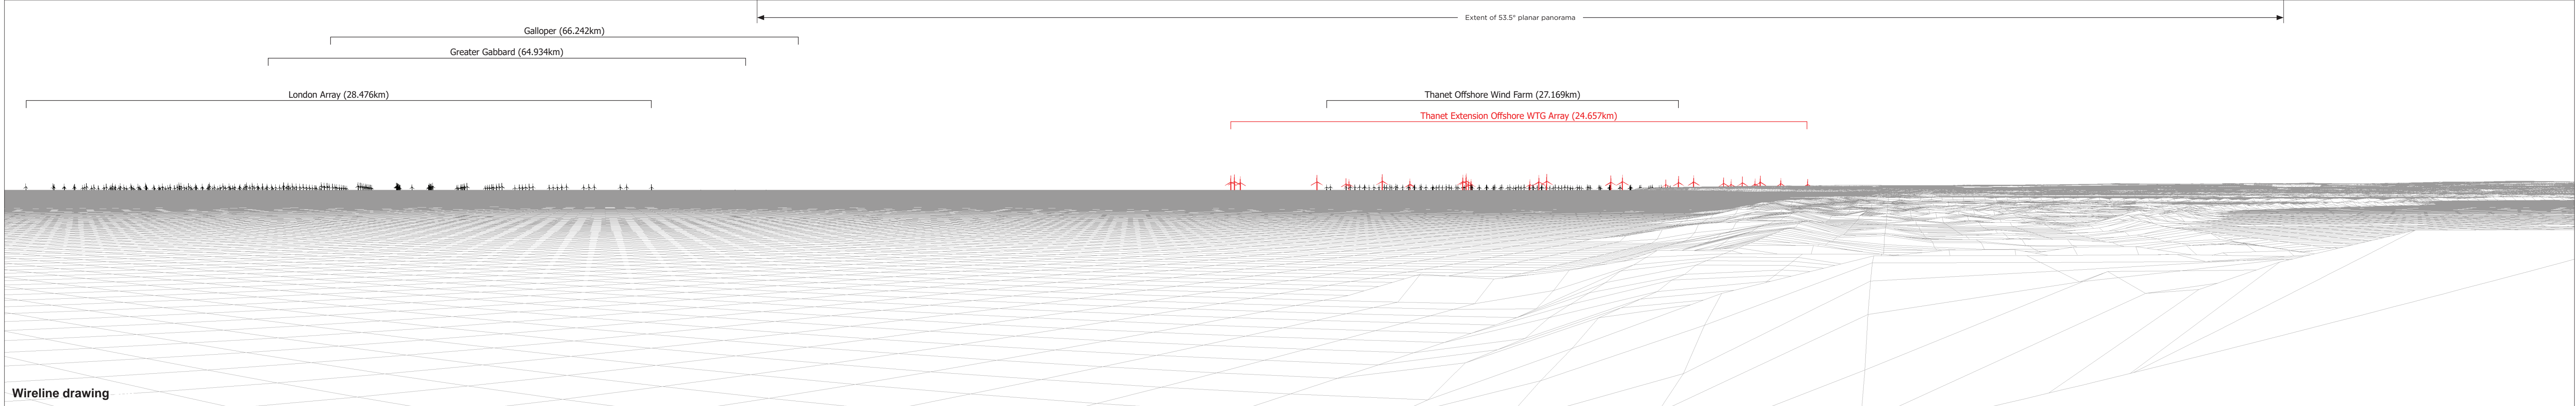 Extent of 53.5° planar panorama
Galloper (66.242km)
Greater Gabbard (64.934km)
London Array (28.476km)
Thanet Offshore Wind Farm (27.169km)
Thanet Extension Offshore WTG Array (24.657km)
Wireline drawing